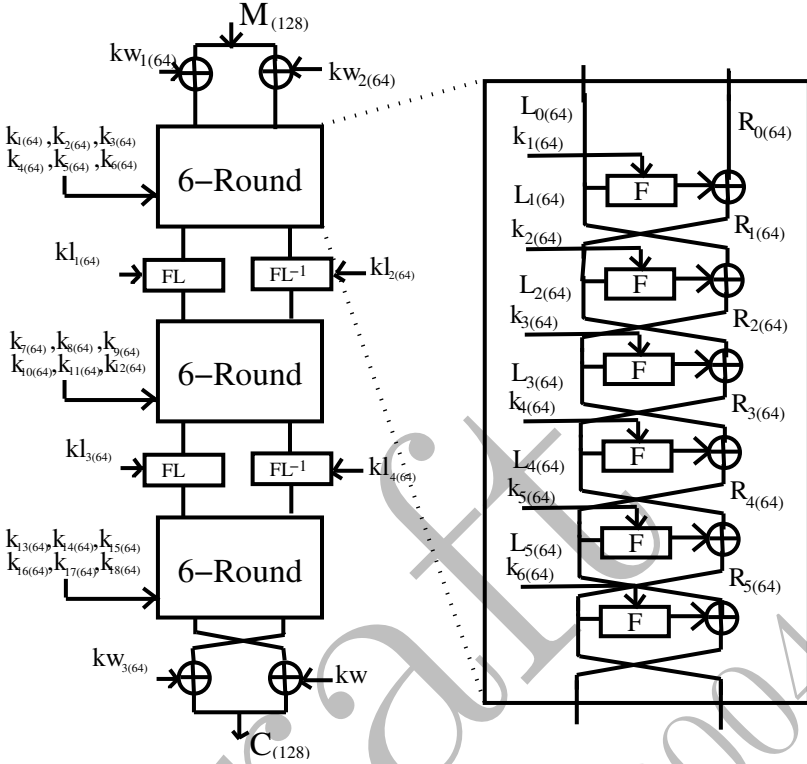 M(128)
kw1(64)
kw2(64)
k1(64) ,k2(64) ,k3(64)
k4(64) ,k5(64) ,k6(64)
6−Round
kl1(64)
FL
FL−1
kl2(64)
k7(64) ,k8(64) ,k9(64)
k10(64),k11(64),k12(64)
6−Round
kl3(64)
FL
FL−1
kl4(64)
k13(64),k14(64),k15(64)
k16(64),k17(64),k18(64)
6−Round
kw3(64)
kw
C(128)
L0(64)
R0(64)
k1(64)
F
L1(64)
R1(64)
k2(64)
F
L2(64)
R2(64)
k3(64)
F
L3(64)
R3(64)
k4(64)
F
L4(64)
R4(64)
k5(64)
F
L5(64)
R5(64)
k6(64)
F